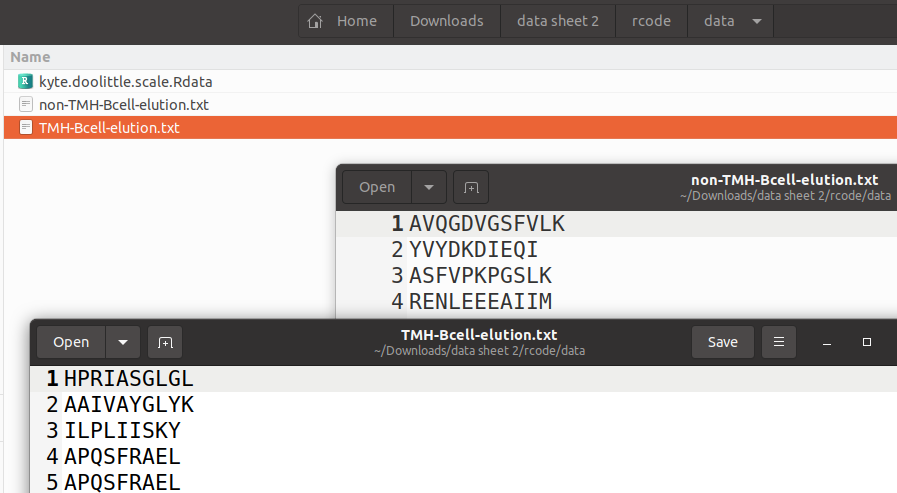 Home Downloads data sheet 2 rcode data
Name
kyte.doolittle.scale.Rdata
non-TMH-Bcell-elution.txt
TMH-Bcell-elution.txt
Open non-TMH-Bcell-elution.txt
~/Downloads/data sheet 2/rcode/data
1 AVQGDVGSFVLK
2 YVYDKDIEQI
3 ASFVPKPGSLK
4 RENLEEEAIIM
Open TMH-Bcell-elution.txt Save
~/Downloads/data sheet 2/rcode/data
1 HPRIASGLGL
2 AAIVAYGLYK
3 ILPLIISKY
4 APQSFRAEL
5 APQSFRAEL